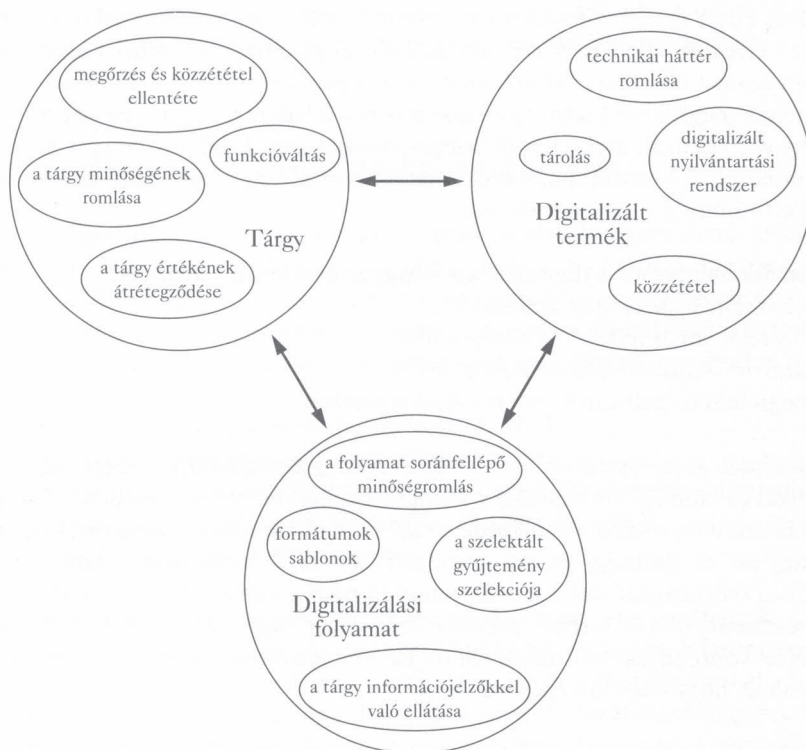 megőrzés és közzététel
ellentéte
funkcióváltás
a tárgy minőségének
romlása
Tárgy
a tárgy értékének
átrétegződése
technikai háttér
romlása
tárolás
digitalizált
nyilvántartási
rendszer
Digitalizált
termék
közzététel
a folyamat soránfellépő
minőségromlás
formátumok
sablonok
a szelektált
gyűjtemény
szelekciója
Digitalizálási
folyamat
a tárgy információjelzőkkel
való ellátása